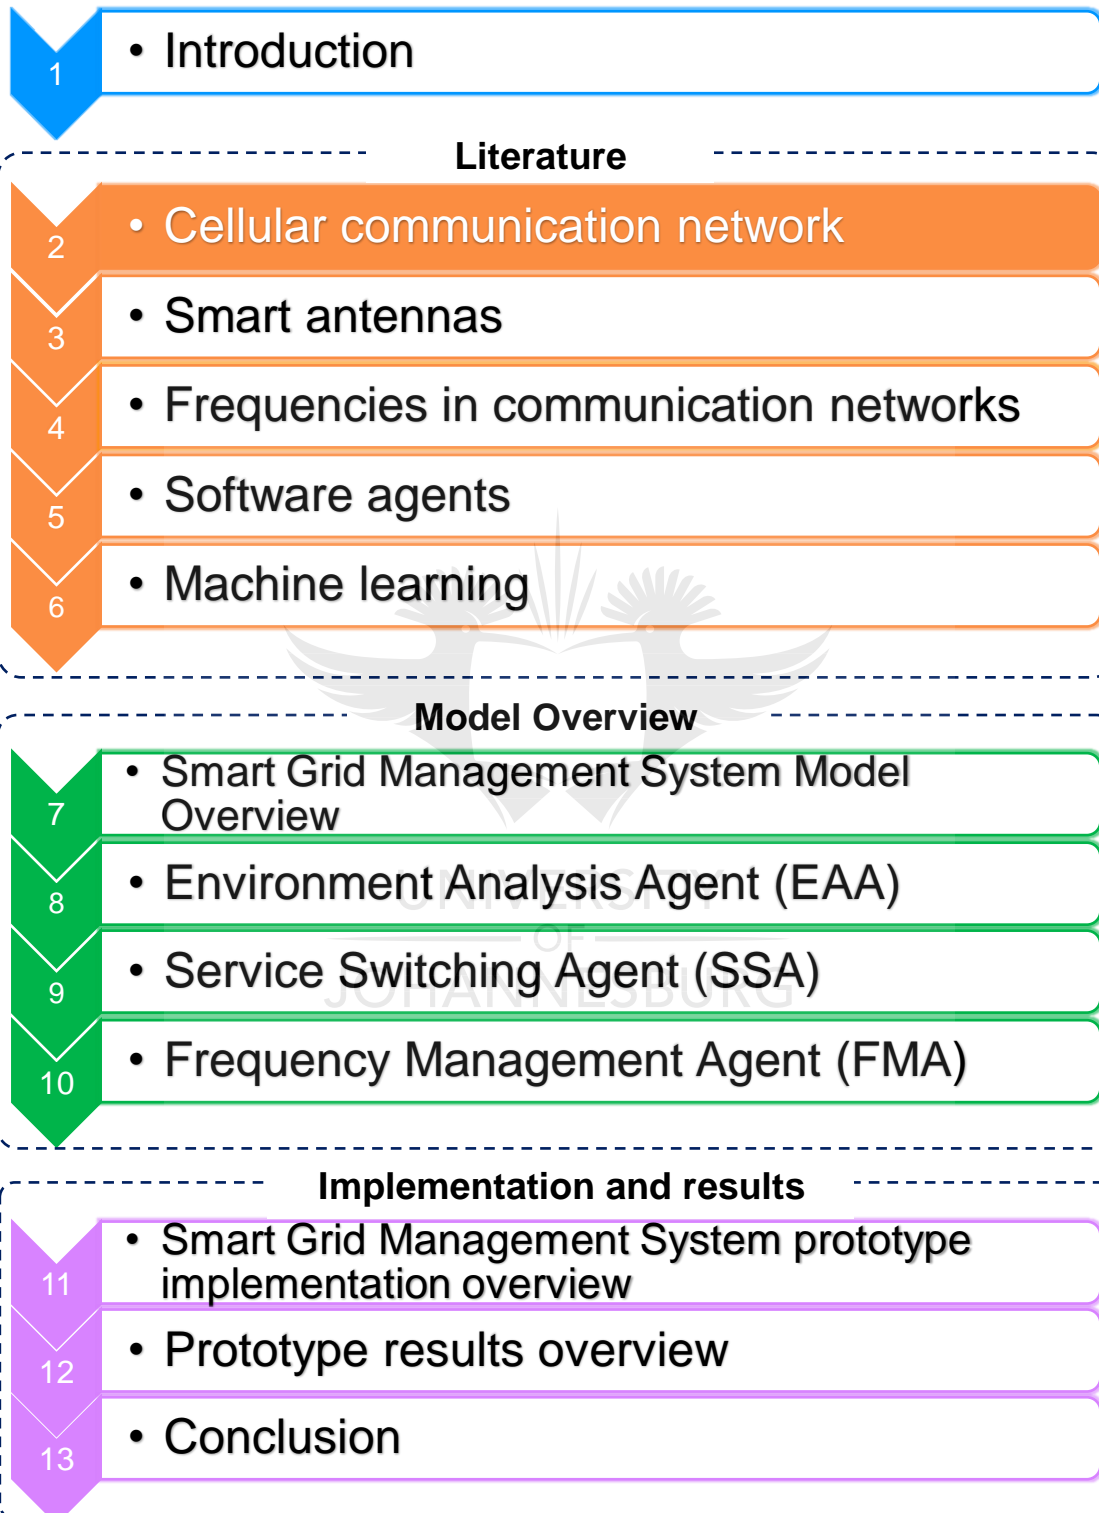 1
• Introduction
Literature
2
• Cellular communication network
3
• Smart antennas
4
• Frequencies in communication networks
5
• Software agents
6
• Machine learning
Model Overview
7
• Smart Grid Management System Model
Overview
8
• Environment Analysis Agent (EAA)
9
• Service Switching Agent (SSA)
10
• Frequency Management Agent (FMA)
UNIVERSITY
OF
JOHANNESBURG
Implementation and results
11
• Smart Grid Management System prototype
implementation overview
12
• Prototype results overview
13
• Conclusion